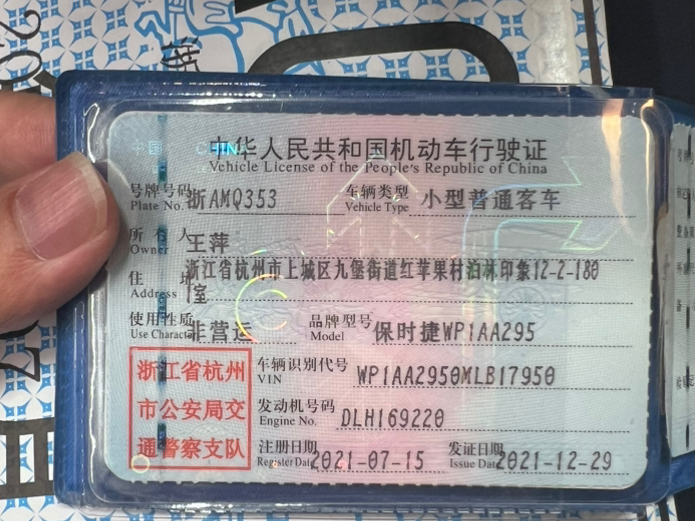 中国 CHINA
中华人民共和国机动车行驶证
Vehicle License of the People's Republic of China
号牌号码 浙AMQ353 车辆类型 小型普通客车
Plate No. Vehicle Type
所有人 王萍
Owner
住址 浙江省杭州市上城区九堡街道红苹果村泊林印象12-2-180
Address 1室
使用性质 非营运 品牌型号 保时捷WP1AA295
Use Character Model
浙江省杭州
市公安局交
通警察支队
车辆识别代号 WP1AA2950MLB17950
VIN
发动机号码 DLH169220
Engine No.
注册日期 2021-07-15 发证日期 2021-12-29
Register Date Issue Date